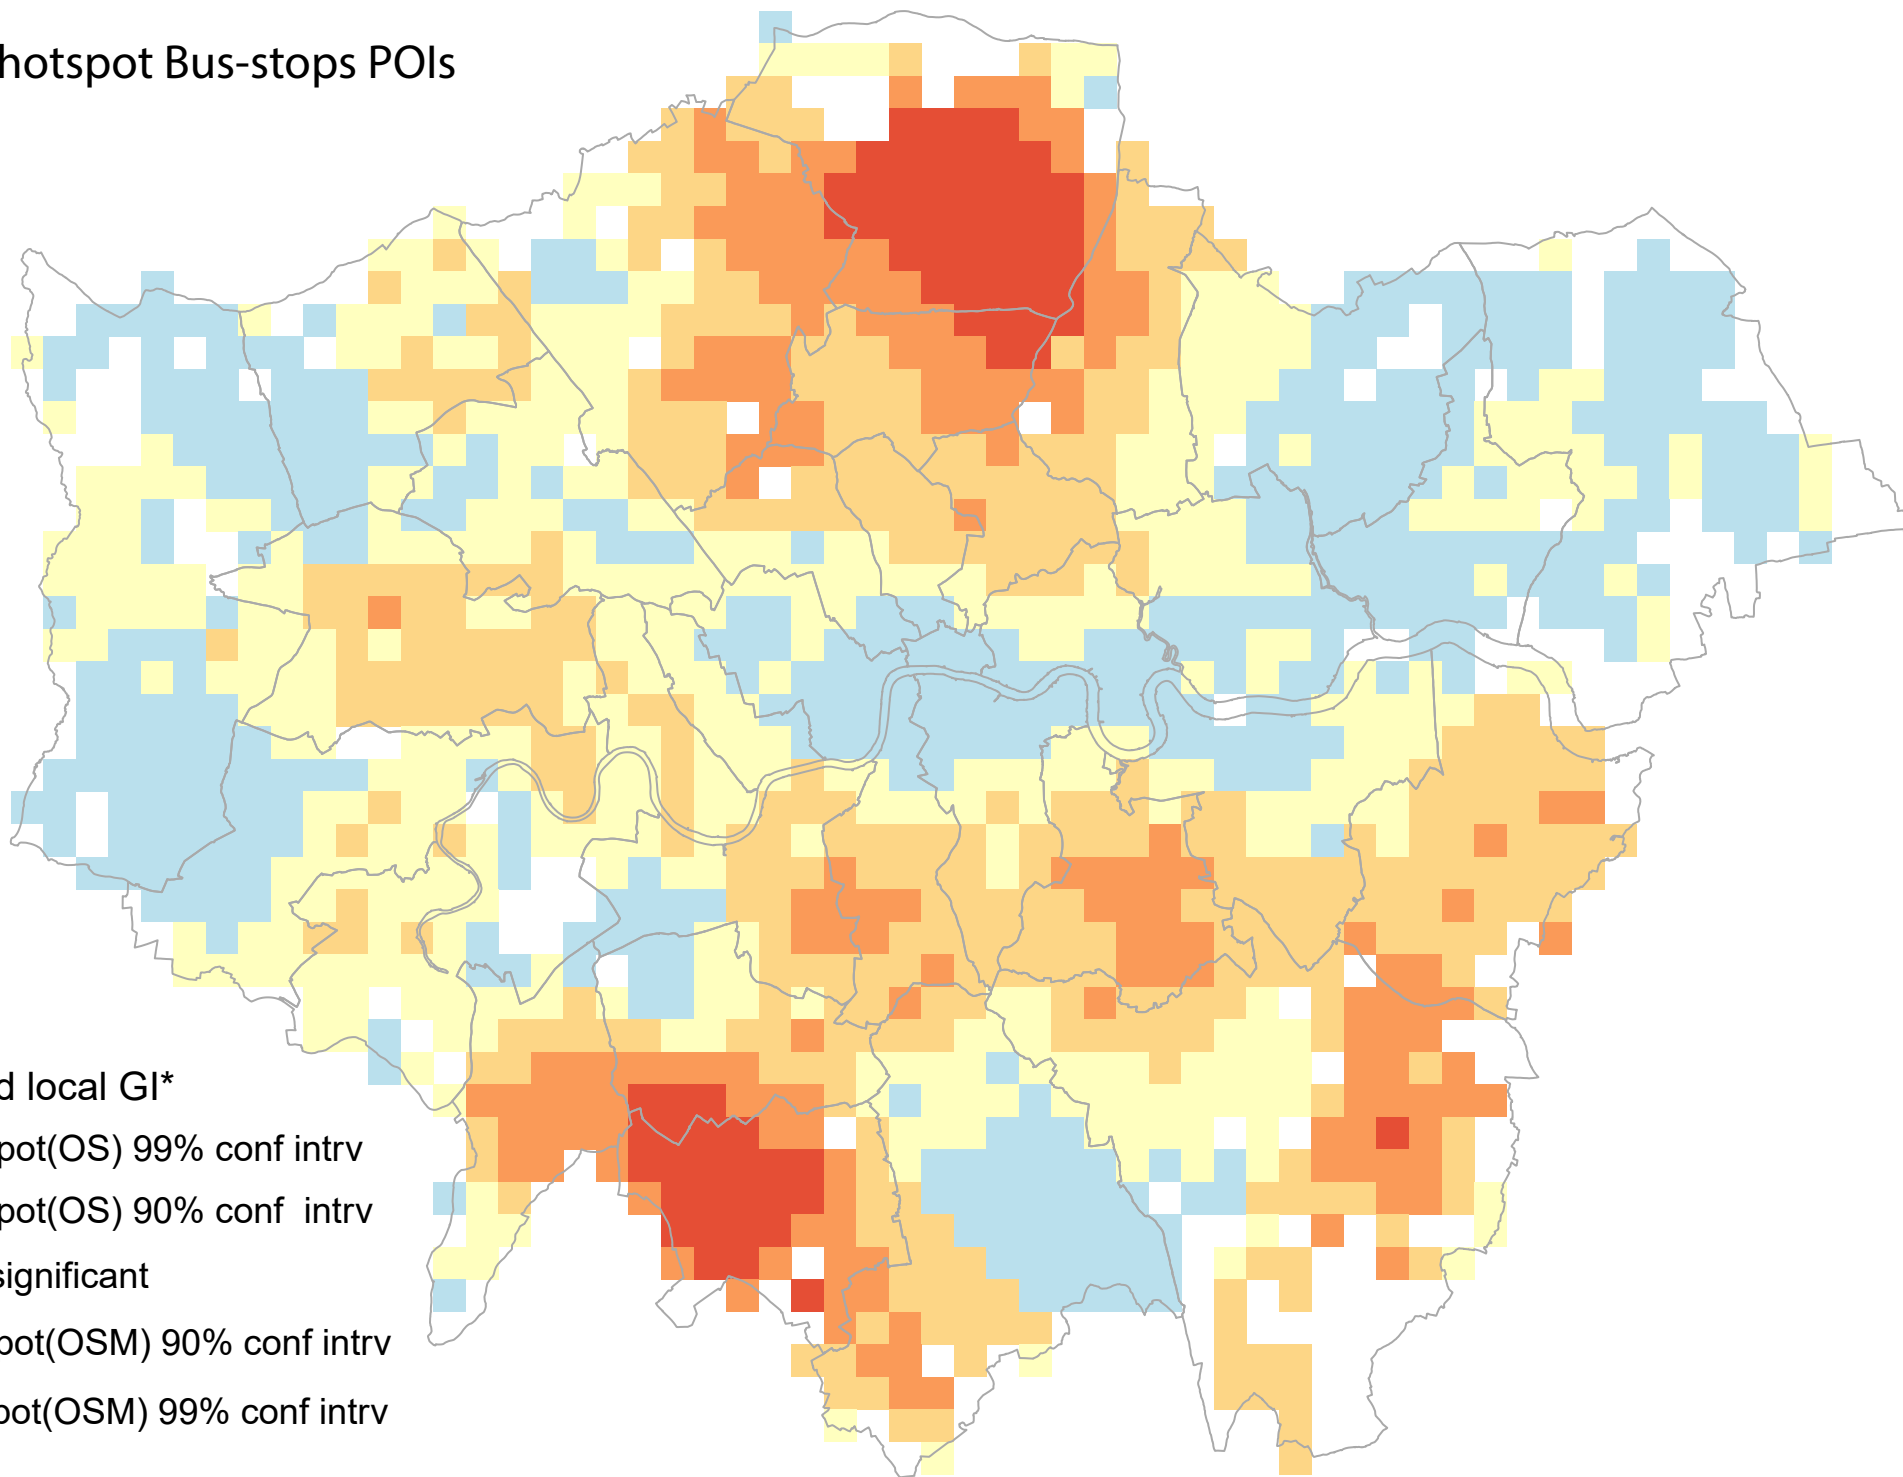 hotspot Bus-stops POIs
d local GI*
pot(OS) 99% conf intrv
pot(OS) 90% conf intrv
significant
pot(OSM) 90% conf intrv
pot(OSM) 99% conf intrv